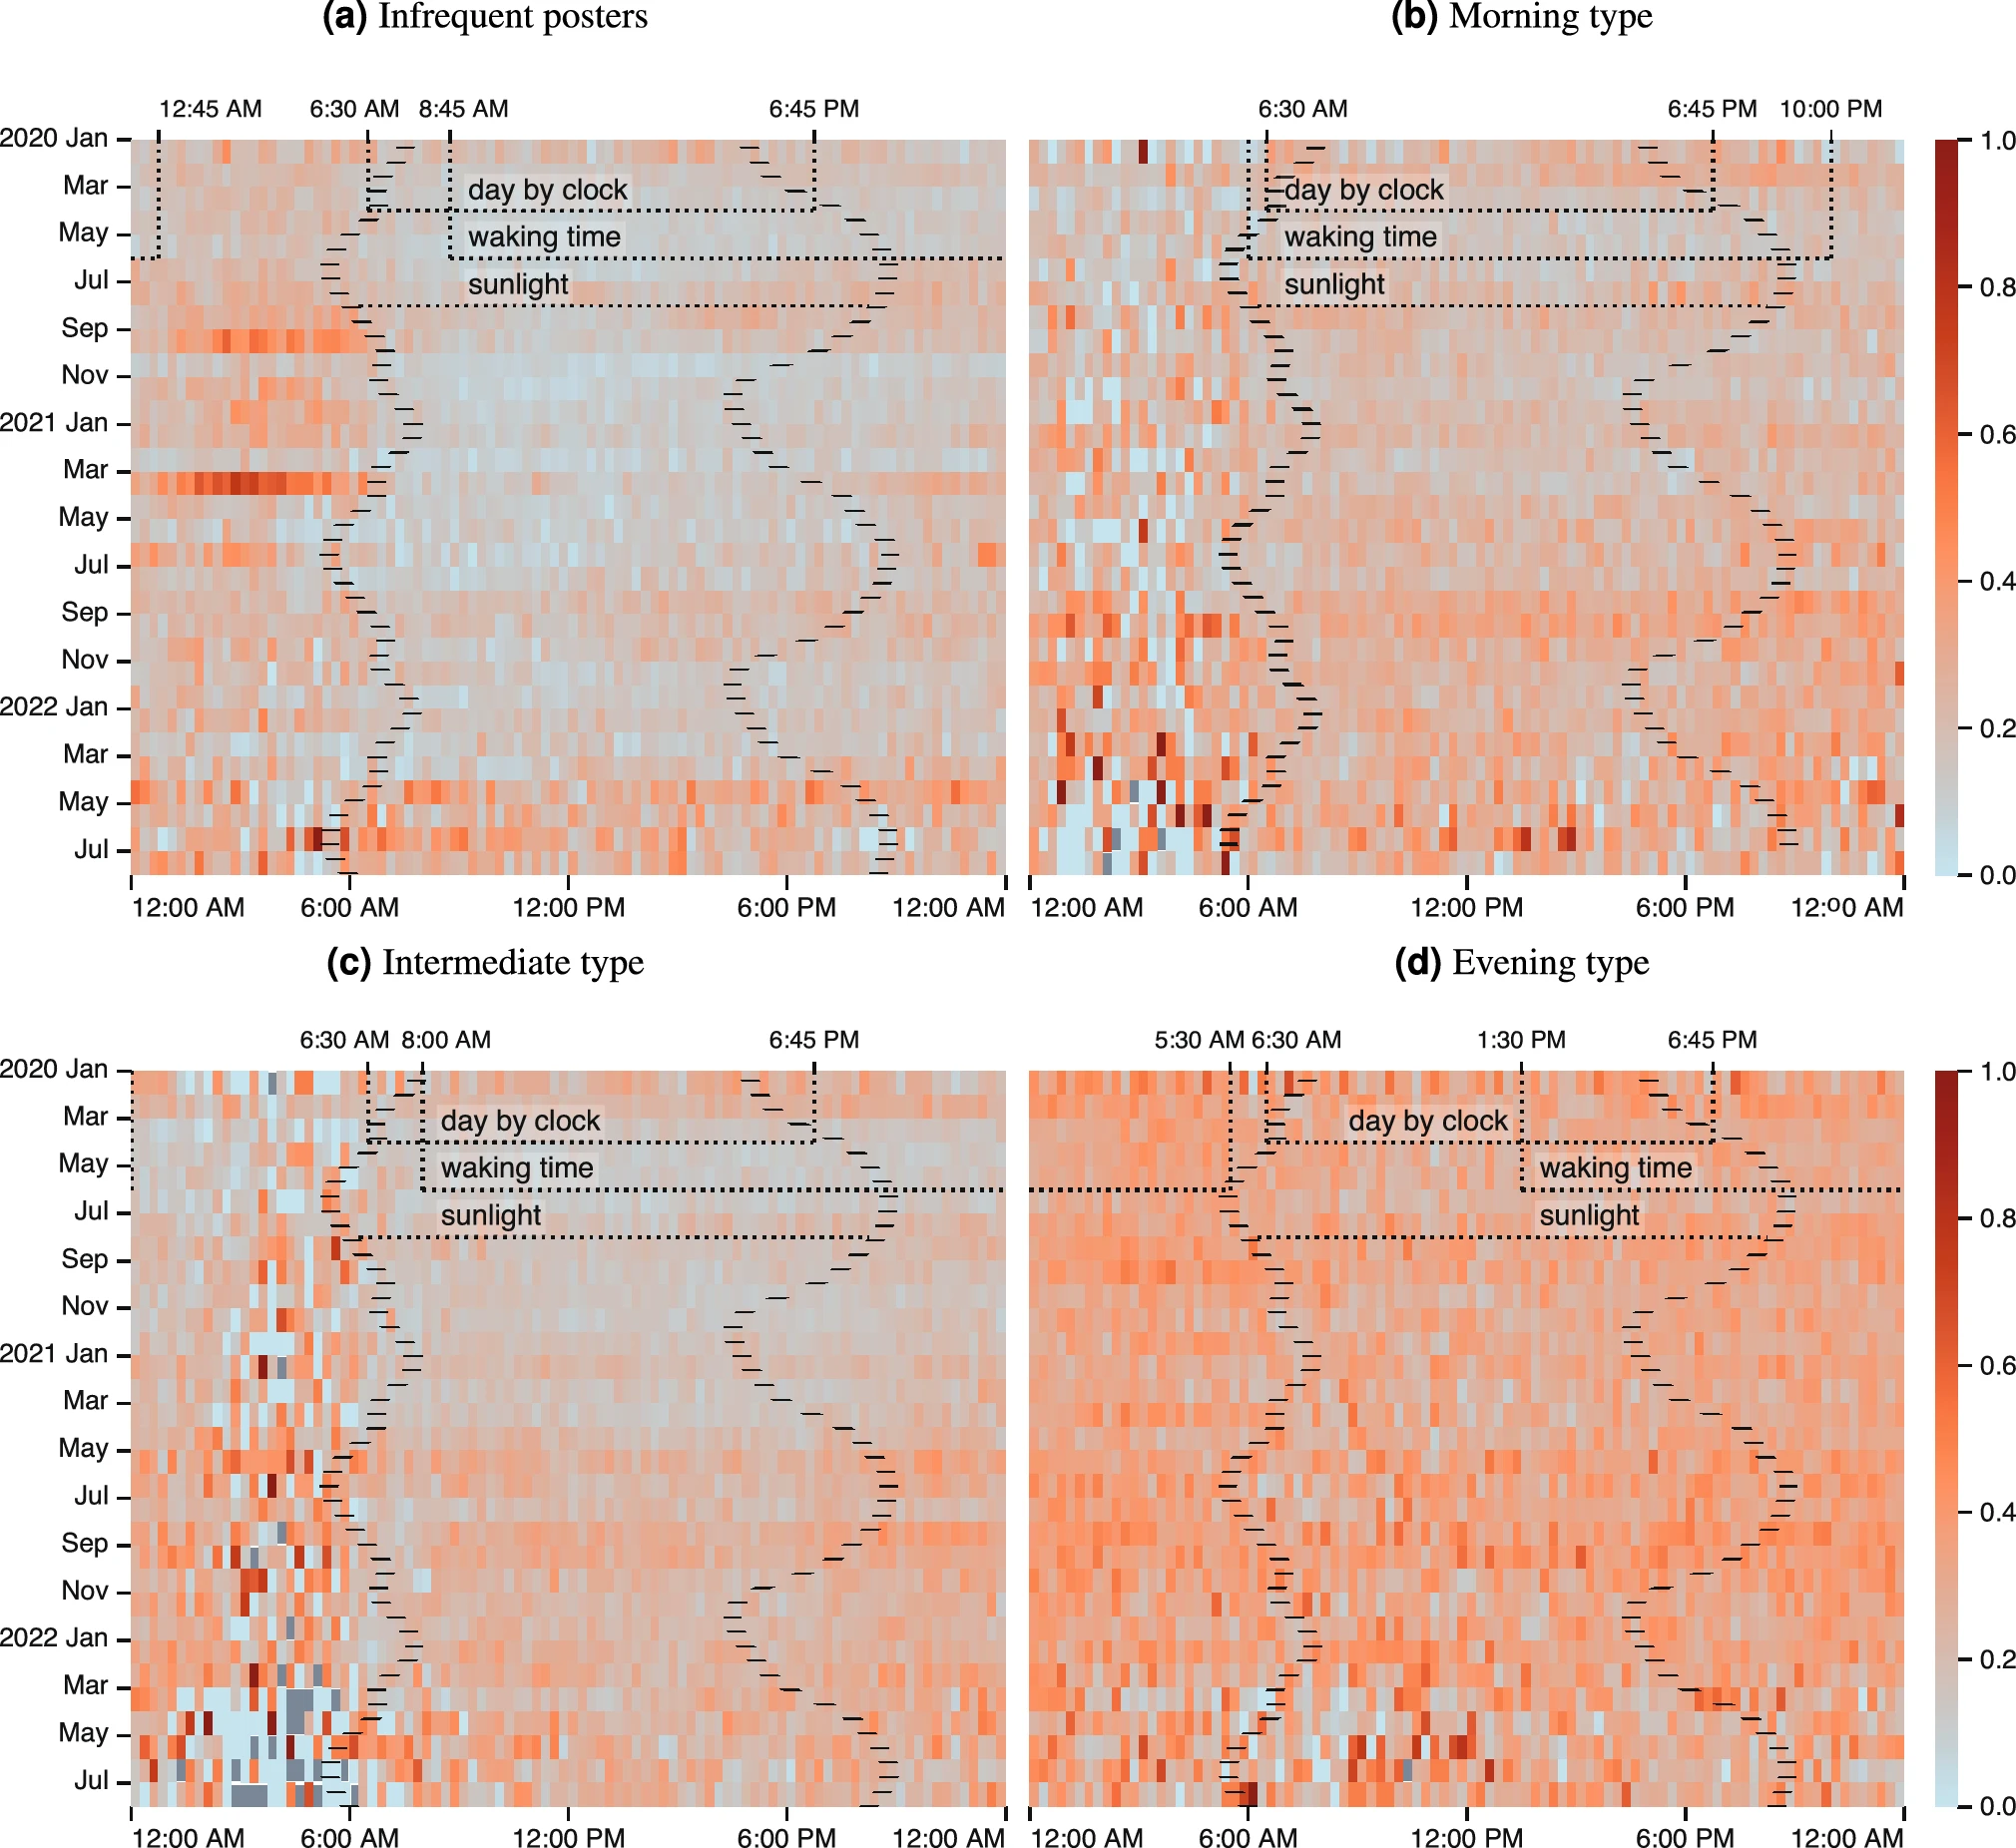 (a) Infrequent posters
(b) Morning type
12:45 AM 6:30 AM 8:45 AM 6:45 PM
6:30 AM 6:45 PM 10:00 PM
2020 Jan
Mar
May
Jul
Sep
Nov
2021 Jan
Mar
May
Jul
Sep
Nov
2022 Jan
Mar
May
Jul
day by clock
waking time
sunlight
day by clock
waking time
sunlight
1.0
0.8
0.6
0.4
0.2
0.0
12:00 AM 6:00 AM 12:00 PM 6:00 PM 12:00 AM
12:00 AM 6:00 AM 12:00 PM 6:00 PM 12:00 AM
(c) Intermediate type
(d) Evening type
6:30 AM 8:00 AM 6:45 PM
5:30 AM 6:30 AM 1:30 PM 6:45 PM
2020 Jan
Mar
May
Jul
Sep
Nov
2021 Jan
Mar
May
Jul
Sep
Nov
2022 Jan
Mar
May
Jul
day by clock
waking time
sunlight
day by clock
waking time
sunlight
1.0
0.8
0.6
0.4
0.2
0.0
12:00 AM 6:00 AM 12:00 PM 6:00 PM 12:00 AM
12:00 AM 6:00 AM 12:00 PM 6:00 PM 12:00 AM